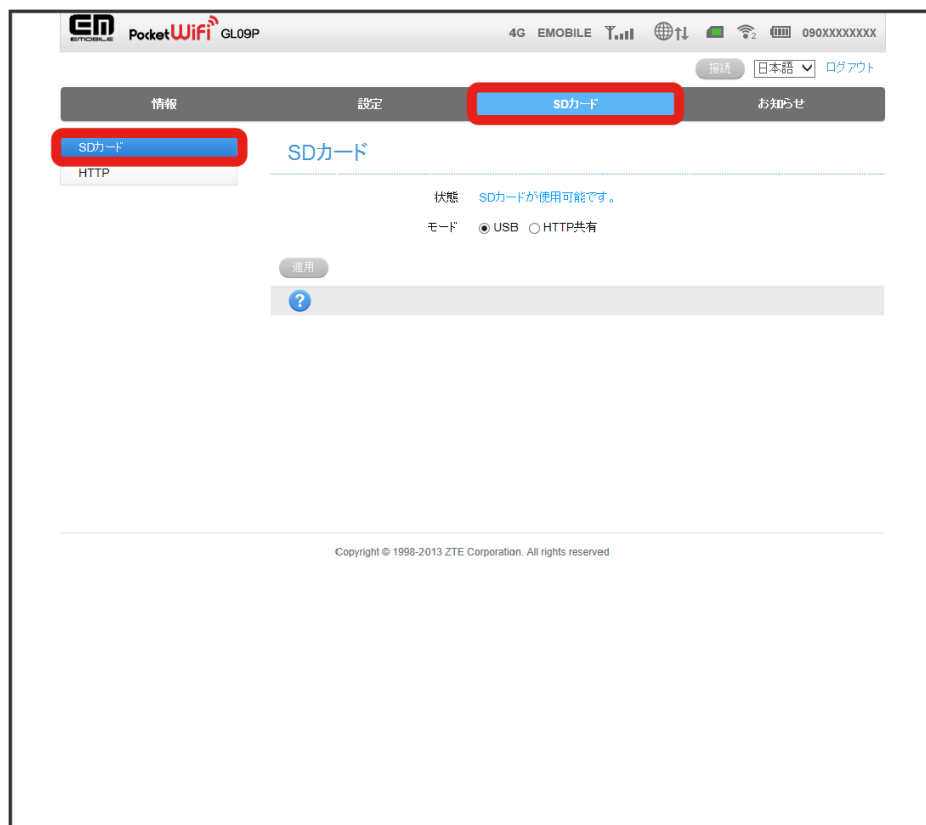 EM EMOBILE Pocket WiFi GL09P 4G EMOBILE 2 090XXXXXXXX
接続 日本語 ログアウト
情報 設定 SDカード お知らせ
SDカード
HTTP
SDカード
状態 SDカードが使用可能です。
モード USB HTTP共有
適用
?
Copyright © 1998-2013 ZTE Corporation. All rights reserved